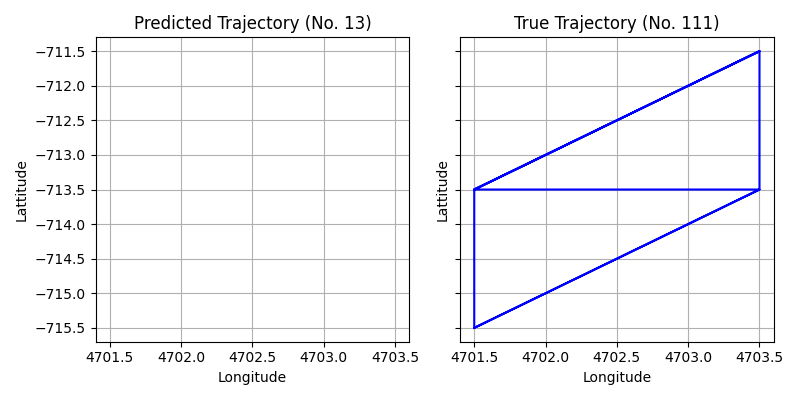 Predicted Trajectory (No. 13)
True Trajectory (No. 111)
−711.5
−712.0
−712.5
−713.0
−713.5
−714.0
−714.5
−715.0
−715.5
Lattitude
Lattitude
4701.5 4702.0 4702.5 4703.0 4703.5
4701.5 4702.0 4702.5 4703.0 4703.5
Longitude
Longitude